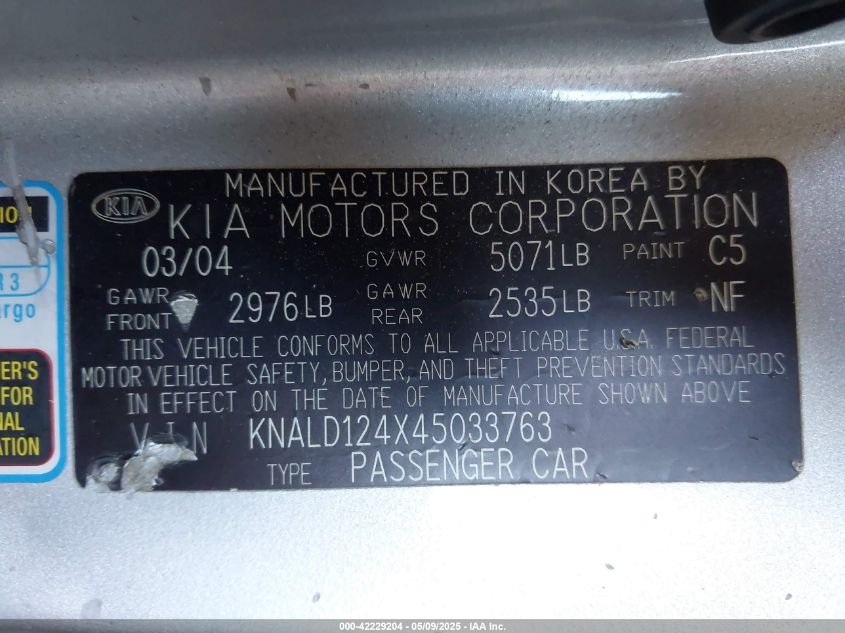 MANUFACTURED IN KOREA BY
KIA KIA MOTORS CORPORATION
03/04 GVWR 5071LB PAINT C5
GAWR FRONT 2976LB GAWR REAR 2535LB TRIM NF
THIS VEHICLE CONFORMS TO ALL APPLICABLE U.S.A. FEDERAL
MOTOR VEHICLE SAFETY, BUMPER, AND THEFT PREVENTION STANDARDS
IN EFFECT ON THE DATE OF MANUFACTURE SHOWN ABOVE
VIN KNALD124X45033763
TYPE PASSENGER CAR
R 3
ER'S
FOR
000-42229204 - 05/09/2025 - IAA Inc.